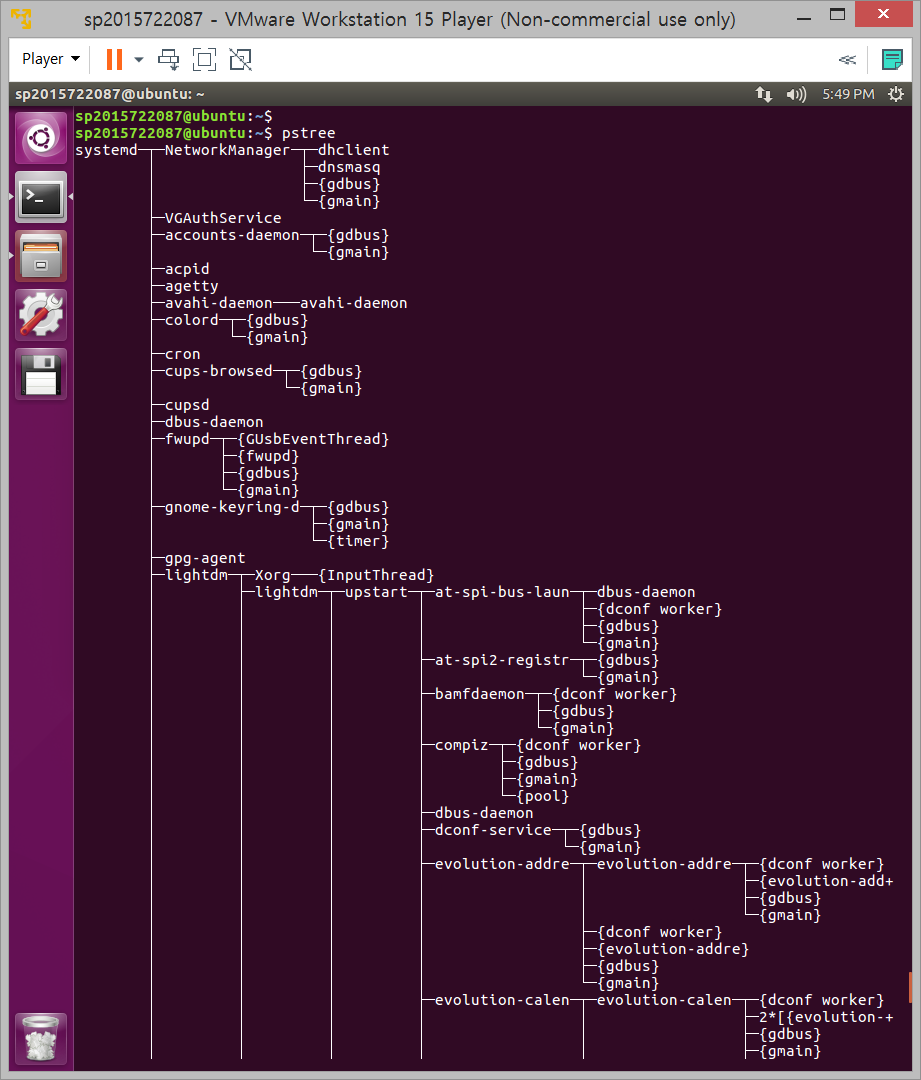 sp2015722087 - VMware Workstation 15 Player (Non-commercial use only)
Player
sp2015722087@ubuntu: ~
5:49 PM
sp2015722087@ubuntu:~$
sp2015722087@ubuntu:~$ pstree
systemd─┬─NetworkManager─┬─dhclient
        │                ├─dnsmasq
        │                ├─{gdbus}
        │                └─{gmain}
        ├─VGAuthService
        ├─accounts-daemon─┬─{gdbus}
        │                 └─{gmain}
        ├─acpid
        ├─agetty
        ├─avahi-daemon───avahi-daemon
        ├─colord─┬─{gdbus}
        │        └─{gmain}
        ├─cron
        ├─cups-browsed─┬─{gdbus}
        │              └─{gmain}
        ├─cupsd
        ├─dbus-daemon
        ├─fwupd─┬─{GUsbEventThread}
        │       ├─{fwupd}
        │       ├─{gdbus}
        │       └─{gmain}
        ├─gnome-keyring-d─┬─{gdbus}
        │                 ├─{gmain}
        │                 └─{timer}
        ├─gpg-agent
        ├─lightdm─┬─Xorg───{InputThread}
        │         ├─lightdm─┬─upstart─┬─at-spi-bus-laun─┬─dbus-daemon
        │         │         │         │                 ├─{dconf worker}
        │         │         │         │                 ├─{gdbus}
        │         │         │         │                 └─{gmain}
        │         │         │         ├─at-spi2-registr─┬─{gdbus}
        │         │         │         │                 └─{gmain}
        │         │         │         ├─bamfdaemon─┬─{dconf worker}
        │         │         │         │            ├─{gdbus}
        │         │         │         │            └─{gmain}
        │         │         │         ├─compiz─┬─{dconf worker}
        │         │         │         │        ├─{gdbus}
        │         │         │         │        ├─{gmain}
        │         │         │         │        └─{pool}
        │         │         │         ├─dbus-daemon
        │         │         │         ├─dconf-service─┬─{gdbus}
        │         │         │         │               └─{gmain}
        │         │         │         ├─evolution-addre─┬─evolution-addre─┬─{dconf worker}
        │         │         │         │                 │                 ├─{evolution-add+
        │         │         │         │                 │                 ├─{gdbus}
        │         │         │         │                 │                 └─{gmain}
        │         │         │         │                 ├─{dconf worker}
        │         │         │         │                 ├─{evolution-addre}
        │         │         │         │                 ├─{gdbus}
        │         │         │         │                 └─{gmain}
        │         │         │         ├─evolution-calen─┬─evolution-calen─┬─{dconf worker}
        │         │         │         │                 │                 ├─2*[{evolution-+
        │         │         │         │                 │                 ├─{gdbus}
        │         │         │         │                 │                 ├─{gmain}